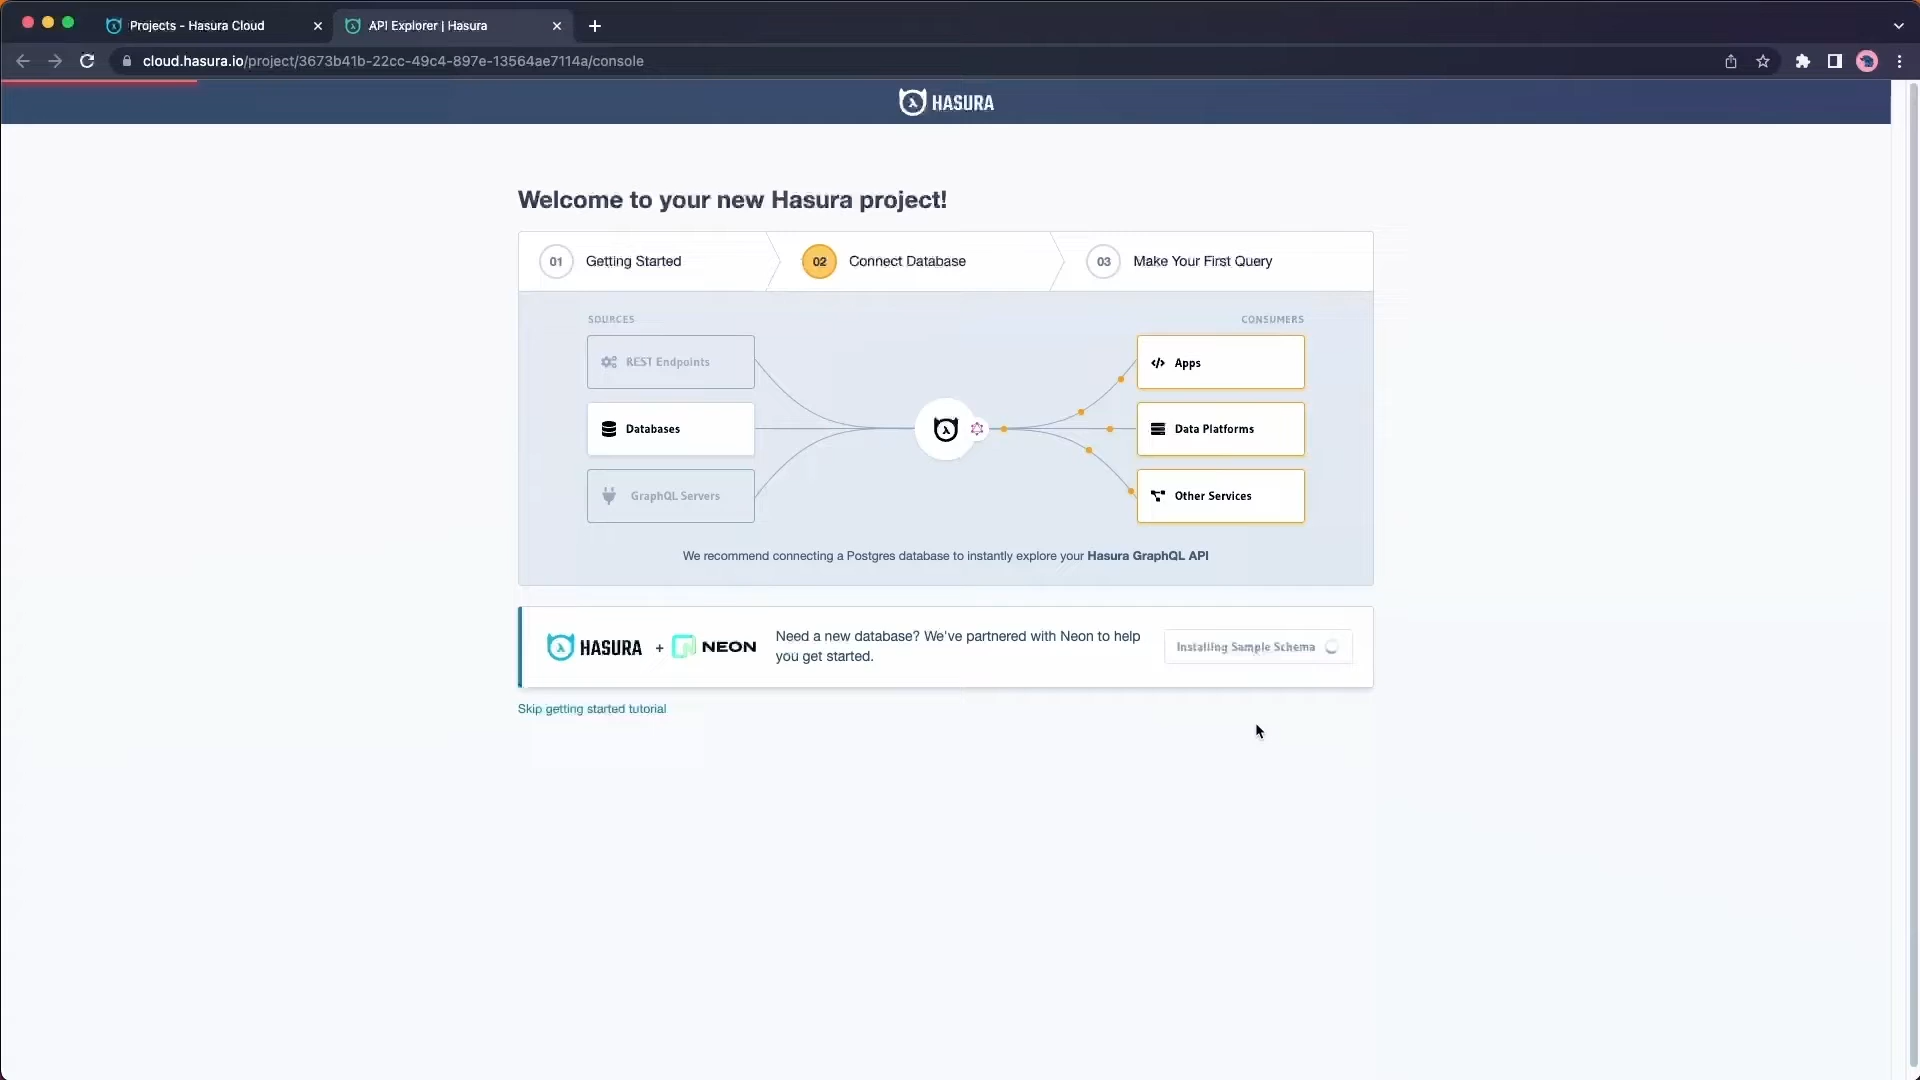 Projects - Hasura Cloud
API Explorer | Hasura
cloud.hasura.io/project/3673b41b-22cc-49c4-897e-13564ae7114a/console
HASURA
Welcome to your new Hasura project!
01 Getting Started
02 Connect Database
03 Make Your First Query
SOURCES
CONSUMERS
REST Endpoints
Apps
Databases
Data Platforms
GraphQL Servers
Other Services
We recommend connecting a Postgres database to instantly explore your Hasura GraphQL API
HASURA + NEON
Need a new database? We've partnered with Neon to help
you get started.
Installing Sample Schema
Skip getting started tutorial